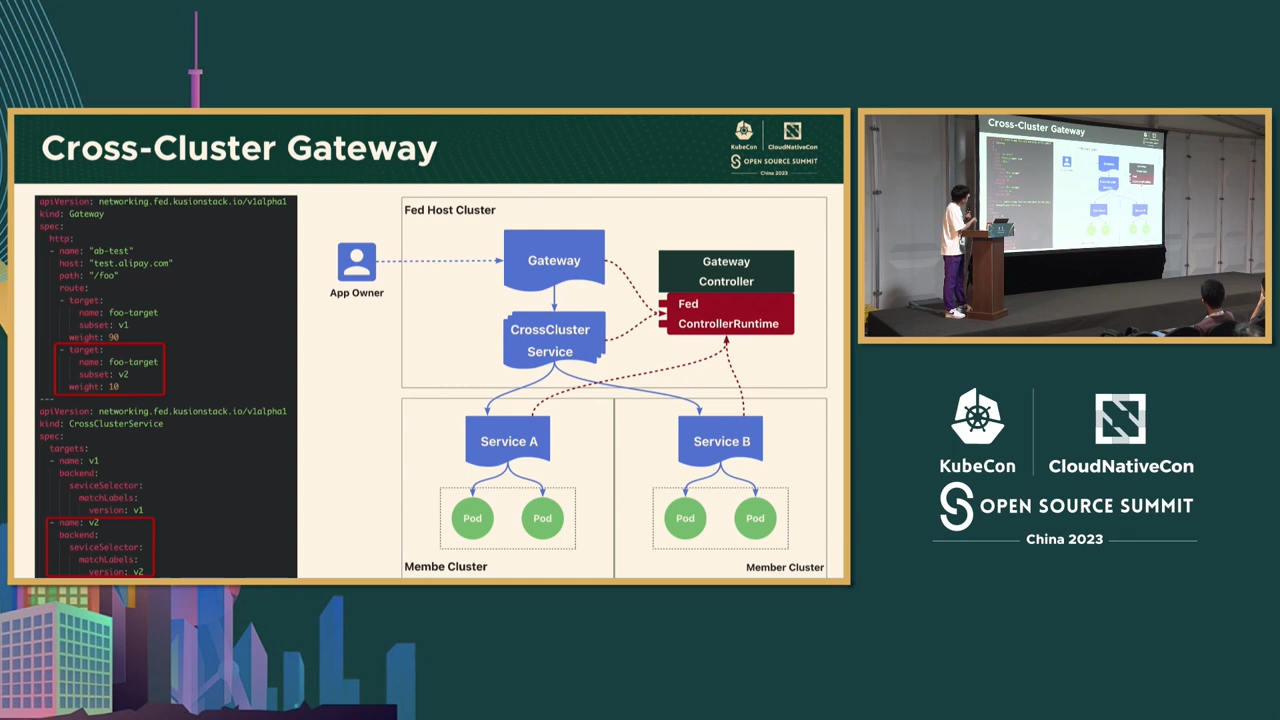 Cross-Cluster Gateway
KubeCon
CloudNativeCon
OPEN SOURCE SUMMIT
China 2023
apiVersion: networking.fed.kusionstack.io/v1alpha1
kind: Gateway
spec:
http:
- name: "ab-test"
host: "test.alipay.com"
path: "/foo"
route:
- target:
name: foo-target
subset: v1
weight: 90
- target:
name: foo-target
subset: v2
weight: 10
---
apiVersion: networking.fed.kusionstack.io/v1alpha1
kind: CrossClusterService
spec:
targets:
- name: v1
backend:
seviceSelector:
matchLabels:
version: v1
- name: v2
backend:
seviceSelector:
matchLabels:
version: v2
App Owner
Fed Host Cluster
Gateway
Gateway
Controller
Fed
ControllerRuntime
CrossCluster
Service
Service A
Service B
Pod
Pod
Pod
Pod
Membe Cluster
Member Cluster
Cross-Cluster Gateway
KubeCon
CloudNativeCon
OPEN SOURCE SUMMIT
China 2023